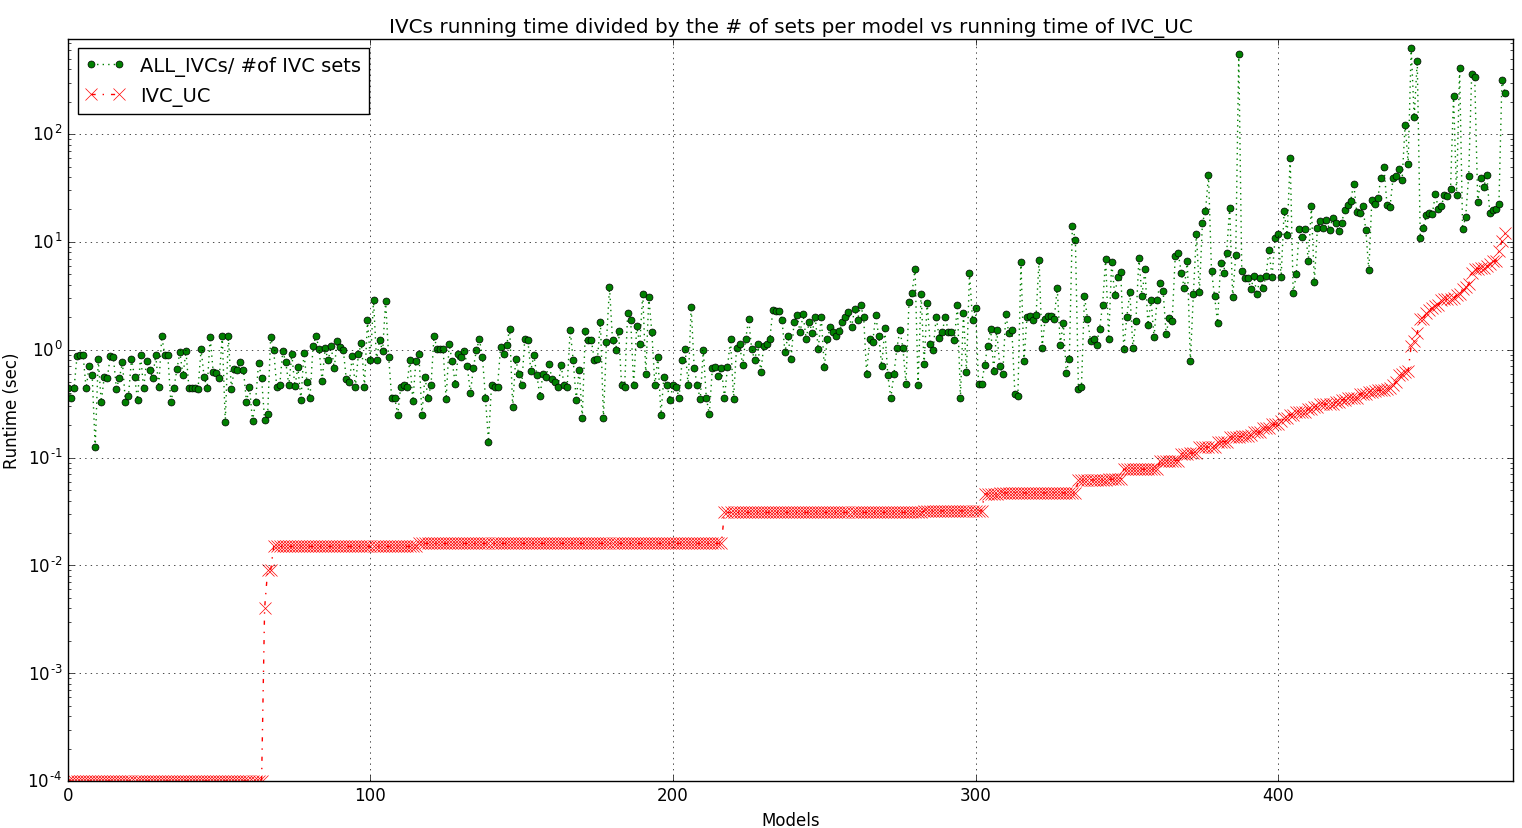 IVCs running time divided by the # of sets per model vs running time of IVC_UC
ALL_IVCs/ #of IVC sets
IVC_UC
Runtime (sec)
10^2
10^1
10^0
10^-1
10^-2
10^-3
10^-4
0 100 200 300 400
Models